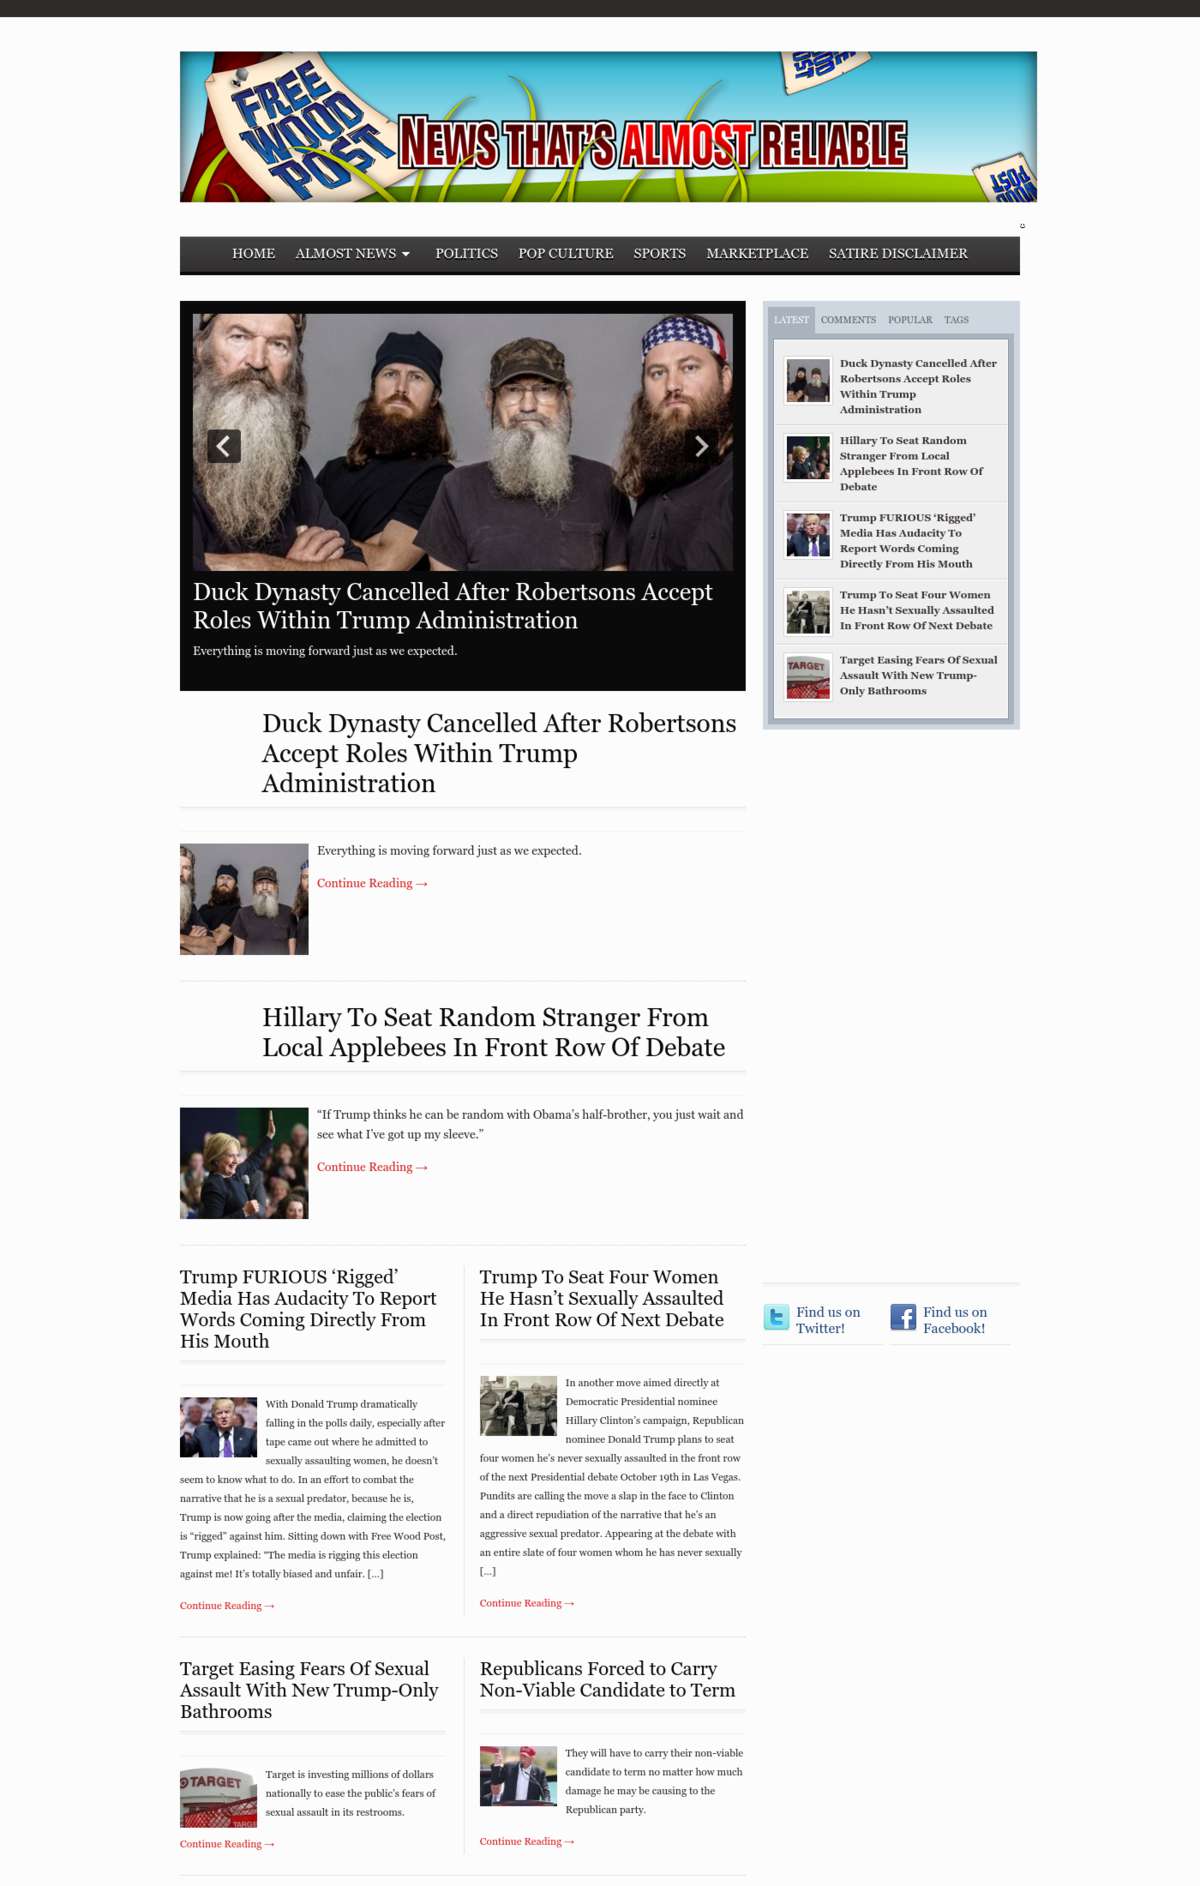 FREE
WOOD
POST
NEWS THAT'S ALMOST RELIABLE
WOOD
POST
HOME ALMOST NEWS POLITICS POP CULTURE SPORTS MARKETPLACE SATIRE DISCLAIMER
Duck Dynasty Cancelled After Robertsons Accept
Roles Within Trump Administration
Everything is moving forward just as we expected.
LATEST COMMENTS POPULAR TAGS
Duck Dynasty Cancelled After
Robertsons Accept Roles
Within Trump
Administration
Hillary To Seat Random
Stranger From Local
Applebees In Front Row Of
Debate
Trump FURIOUS ‘Rigged’
Media Has Audacity To
Report Words Coming
Directly From His Mouth
Trump To Seat Four Women
He Hasn’t Sexually Assaulted
In Front Row Of Next Debate
TARGET
Target Easing Fears Of Sexual
Assault With New Trump-
Only Bathrooms
Duck Dynasty Cancelled After Robertsons
Accept Roles Within Trump
Administration
Everything is moving forward just as we expected.
Continue Reading →
Hillary To Seat Random Stranger From
Local Applebees In Front Row Of Debate
“If Trump thinks he can be random with Obama’s half-brother, you just wait and
see what I’ve got up my sleeve.”
Continue Reading →
Trump FURIOUS ‘Rigged’
Media Has Audacity To Report
Words Coming Directly From
His Mouth
With Donald Trump dramatically
falling in the polls daily, especially after
tape came out where he admitted to
sexually assaulting women, he doesn’t
seem to know what to do. In an effort to combat the
narrative that he is a sexual predator, because he is,
Trump is now going after the media, claiming the election
is “rigged” against him. Sitting down with Free Wood Post,
Trump explained: “The media is rigging this election
against me! It’s totally biased and unfair. [...]
Continue Reading →
Trump To Seat Four Women
He Hasn’t Sexually Assaulted
In Front Row Of Next Debate
In another move aimed directly at
Democratic Presidential nominee
Hillary Clinton’s campaign, Republican
nominee Donald Trump plans to seat
four women he’s never sexually assaulted in the front row
of the next Presidential debate October 19th in Las Vegas.
Pundits are calling the move a slap in the face to Clinton
and a direct repudiation of the narrative that he’s an
aggressive sexual predator. Appearing at the debate with
an entire slate of four women whom he has never sexually
[...]
Continue Reading →
Find us on
Twitter!
Find us on
Facebook!
Target Easing Fears Of Sexual
Assault With New Trump-Only
Bathrooms
TARGET
Target is investing millions of dollars
nationally to ease the public’s fears of
sexual assault in its restrooms.
Continue Reading →
Republicans Forced to Carry
Non-Viable Candidate to Term
They will have to carry their non-viable
candidate to term no matter how much
damage he may be causing to the
Republican party.
Continue Reading →